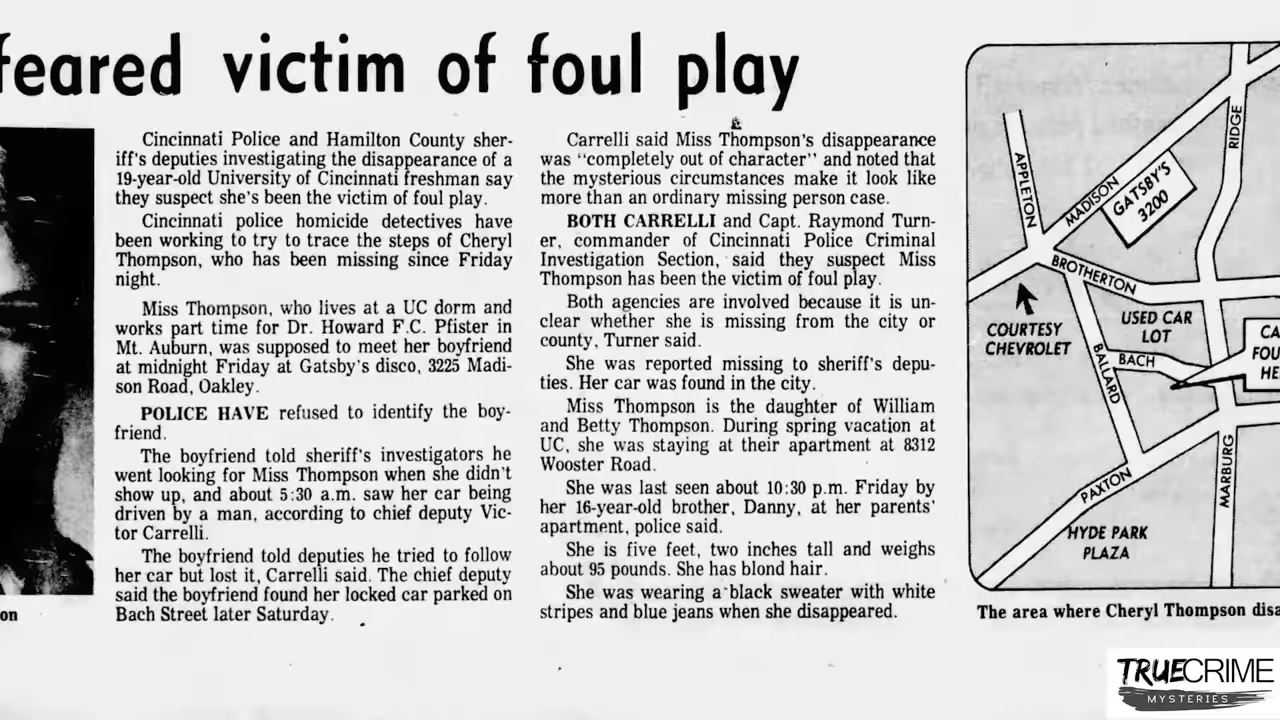 feared victim of foul play
Cincinnati Police and Hamilton County sher-
iff's deputies investigating the disappearance of a
19-year-old University of Cincinnati freshman say
they suspect she's been the victim of foul play.
Cincinnati police homicide detectives have
been working to try to trace the steps of Cheryl
Thompson, who has been missing since Friday
night.
Miss Thompson, who lives at a UC dorm and
works part time for Dr. Howard F.C. Pfister in
Mt. Auburn, was supposed to meet her boyfriend
at midnight Friday at Gatsby's disco, 3225 Madi-
son Road, Oakley.
POLICE HAVE refused to identify the boy-
friend.
The boyfriend told sheriff's investigators he
went looking for Miss Thompson when she didn't
show up, and about 5:30 a.m. saw her car being
driven by a man, according to chief deputy Vic-
tor Carrelli.
The boyfriend told deputies he tried to follow
her car but lost it, Carrelli said. The chief deputy
said the boyfriend found her locked car parked on
Bach Street later Saturday.
Carrelli said Miss Thompson's disappearance
was "completely out of character" and noted that
the mysterious circumstances make it look like
more than an ordinary missing person case.
BOTH CARRELLI and Capt. Raymond Turn-
er, commander of Cincinnati Police Criminal
Investigation Section, said they suspect Miss
Thompson has been the victim of foul play.
Both agencies are involved because it is un-
clear whether she is missing from the city or
county, Turner said.
She was reported missing to sheriff's depu-
ties. Her car was found in the city.
Miss Thompson is the daughter of William
and Betty Thompson. During spring vacation at
UC, she was staying at their apartment at 8312
Wooster Road.
She was last seen about 10:30 p.m. Friday by
her 16-year-old brother, Danny, at her parents'
apartment, police said.
She is five feet, two inches tall and weighs
about 95 pounds. She has blond hair.
She was wearing a black sweater with white
stripes and blue jeans when she disappeared.
on
RIDGE
APPLETON
MADISON
GATSBY'S
3200
BROTHERTON
COURTESY
CHEVROLET
USED CAR
LOT
BALLARD
BACH
CA
FOU
HE
PAXTON
MARBURG
HYDE PARK
PLAZA
The area where Cheryl Thompson disa
TRUECRIME
MYSTERIES